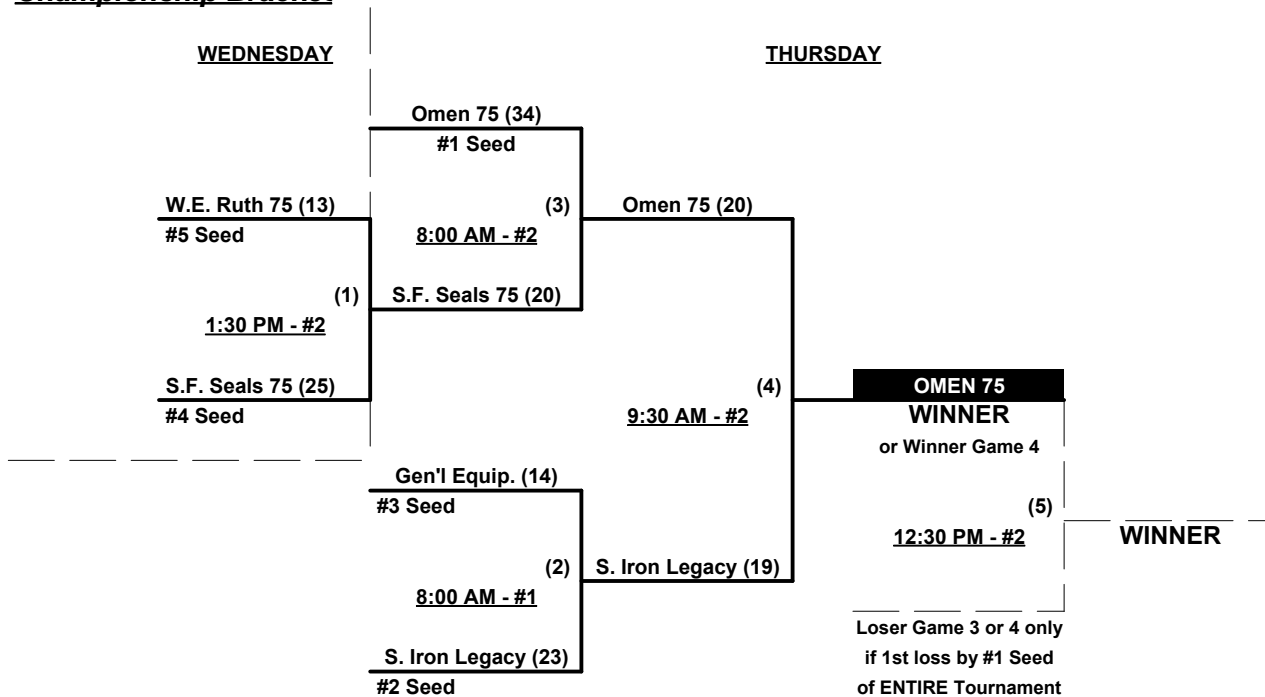 Championship Bracket
WEDNESDAY
THURSDAY
Omen 75 (34)
#1 Seed
W.E. Ruth 75 (13)
#5 Seed
(3)
8:00 AM - #2
Omen 75 (20)
(1)
1:30 PM - #2
S.F. Seals 75 (20)
S.F. Seals 75 (25)
#4 Seed
(4)
9:30 AM - #2
OMEN 75
WINNER
or Winner Game 4
Gen'l Equip. (14)
#3 Seed
(5)
12:30 PM - #2
WINNER
(2)
8:00 AM - #1
S. Iron Legacy (19)
S. Iron Legacy (23)
#2 Seed
Loser Game 3 or 4 only
if 1st loss by #1 Seed
of ENTIRE Tournament